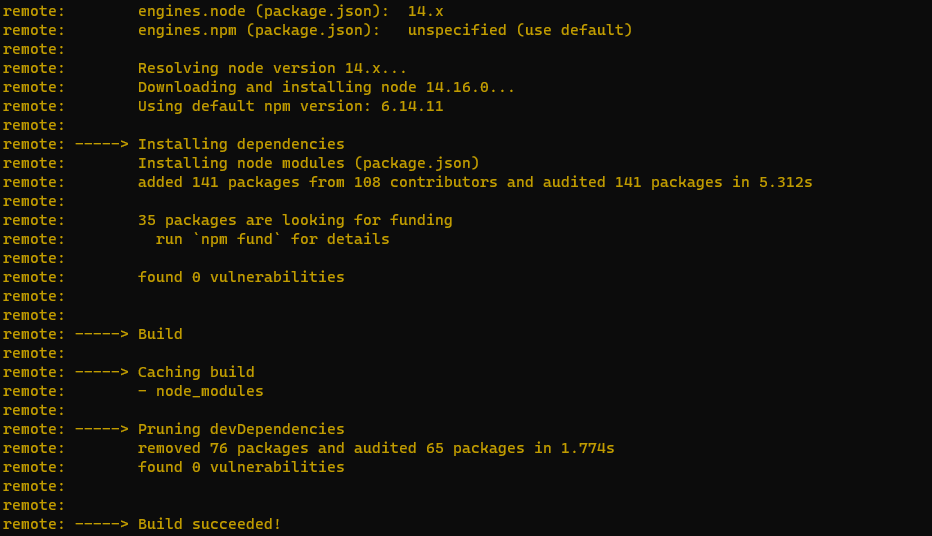 remote:        engines.node (package.json):  14.x
remote:        engines.npm (package.json):   unspecified (use default)
remote:
remote:        Resolving node version 14.x...
remote:        Downloading and installing node 14.16.0...
remote:        Using default npm version: 6.14.11
remote:
remote: -----> Installing dependencies
remote:        Installing node modules (package.json)
remote:        added 141 packages from 108 contributors and audited 141 packages in 5.312s
remote:
remote:        35 packages are looking for funding
remote:          run `npm fund` for details
remote:
remote:        found 0 vulnerabilities
remote:
remote:
remote: -----> Build
remote:
remote: -----> Caching build
remote:        - node_modules
remote:
remote: -----> Pruning devDependencies
remote:        removed 76 packages and audited 65 packages in 1.774s
remote:        found 0 vulnerabilities
remote:
remote:
remote: -----> Build succeeded!